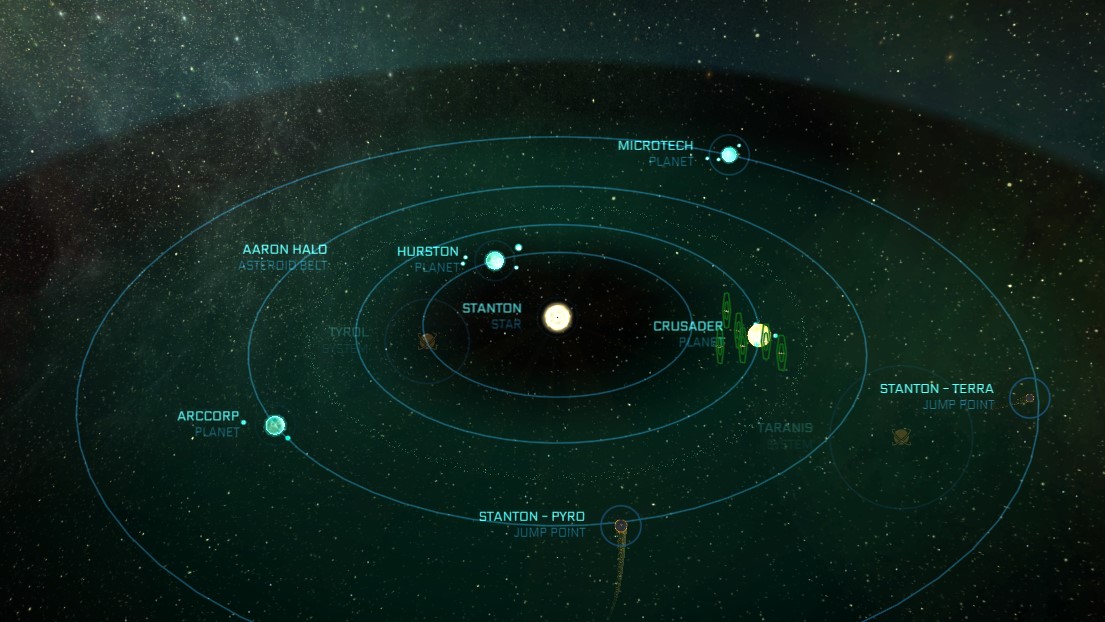 MICROTECH
PLANET
AARON HALO
ASTEROID BELT
HURSTON
PLANET
STANTON
STAR
TYROL
CRUSADER
PLANET
STANTON - TERRA
JUMP POINT
ARCCORP
PLANET
TARANIS
SYSTEM
STANTON - PYRO
JUMP POINT